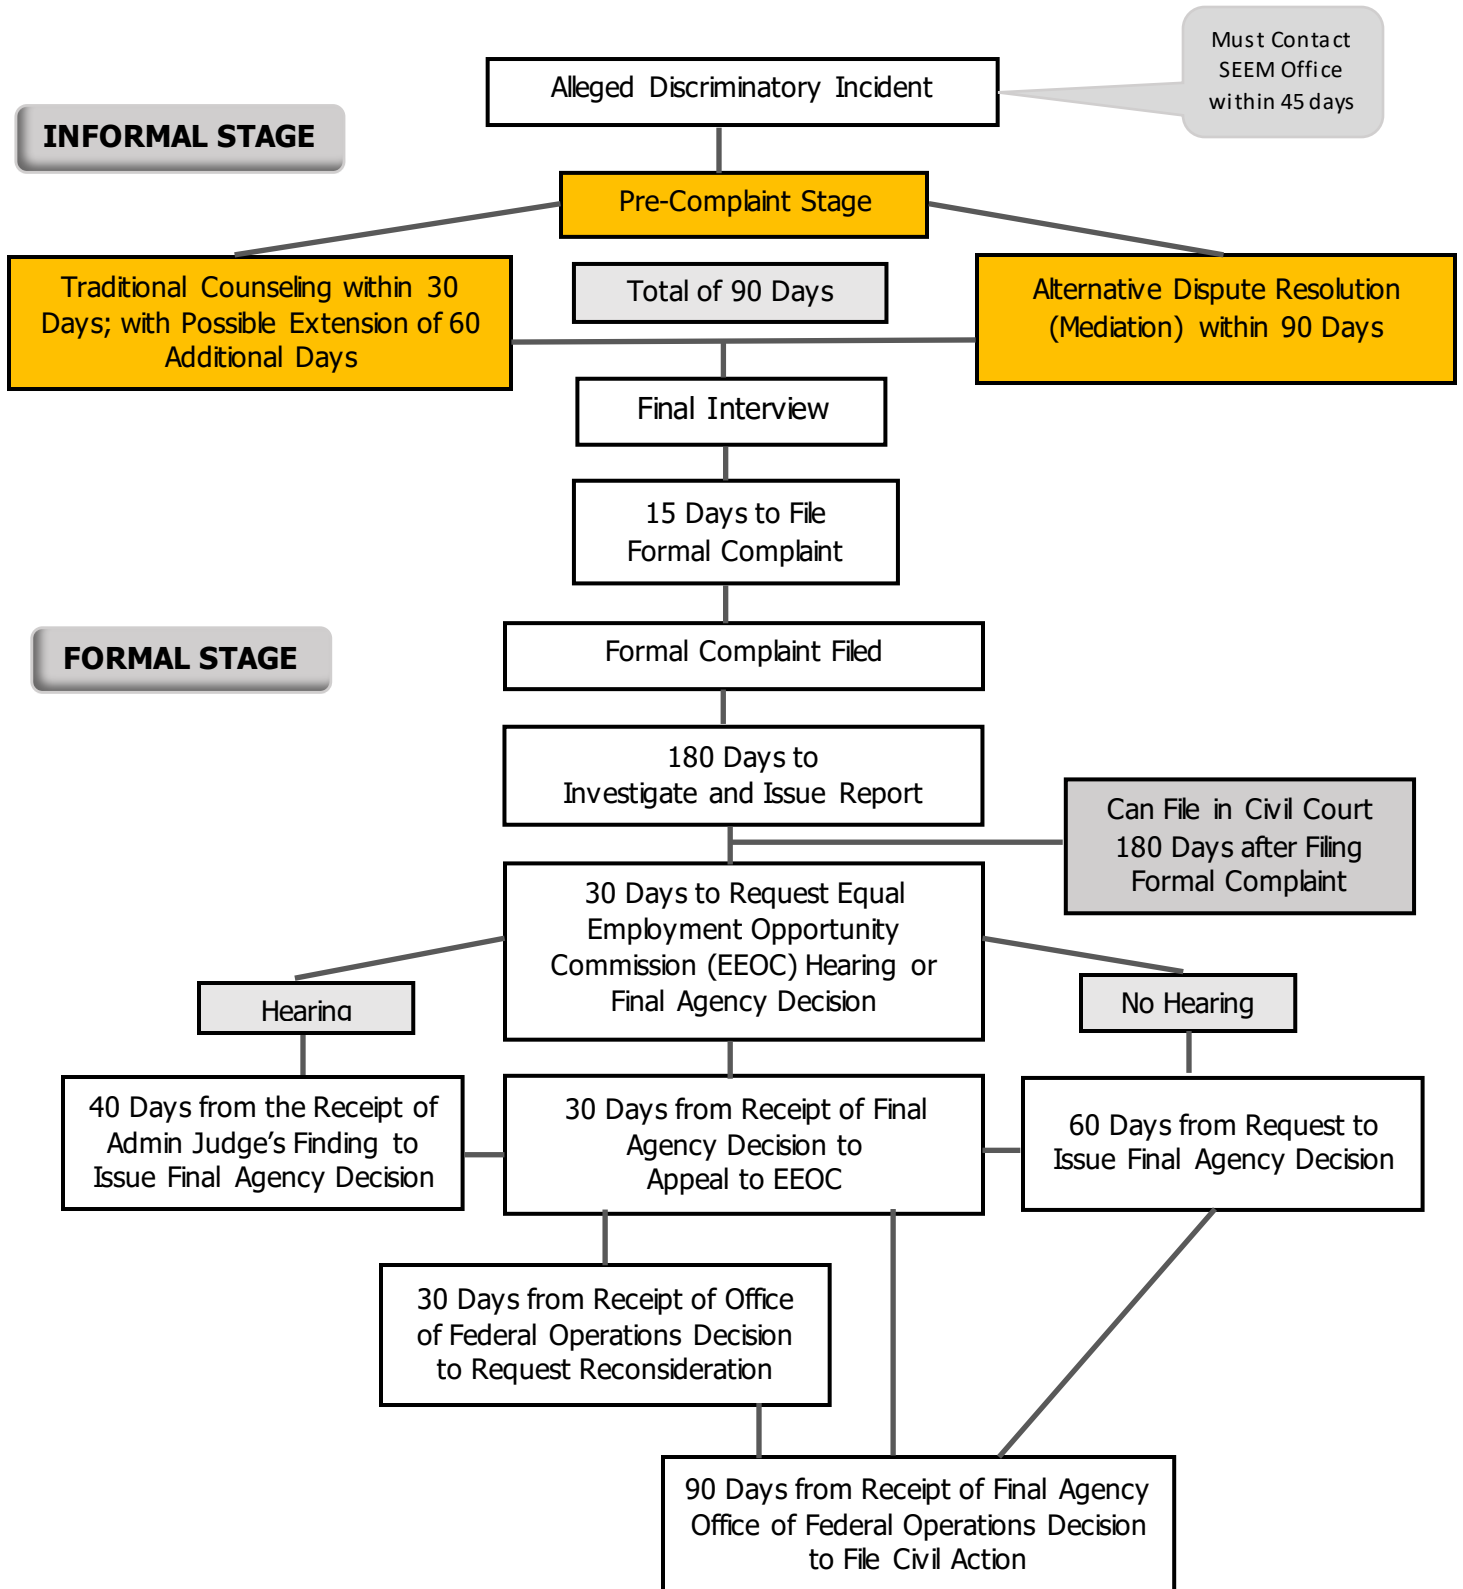 Must Contact
SEEM Office
within 45 days
Alleged Discriminatory Incident
INFORMAL STAGE
Pre-Complaint Stage
Traditional Counseling within 30
Days; with Possible Extension of 60
Additional Days
Total of 90 Days
Alternative Dispute Resolution
(Mediation) within 90 Days
Final Interview
15 Days to File
Formal Complaint
FORMAL STAGE
Formal Complaint Filed
180 Days to
Investigate and Issue Report
Can File in Civil Court
180 Days after Filing
Formal Complaint
30 Days to Request Equal
Employment Opportunity
Commission (EEOC) Hearing or
Final Agency Decision
Hearing
No Hearing
40 Days from the Receipt of
Admin Judge’s Finding to
Issue Final Agency Decision
30 Days from Receipt of Final
Agency Decision to
Appeal to EEOC
60 Days from Request to
Issue Final Agency Decision
30 Days from Receipt of Office
of Federal Operations Decision
to Request Reconsideration
90 Days from Receipt of Final Agency
Office of Federal Operations Decision
to File Civil Action